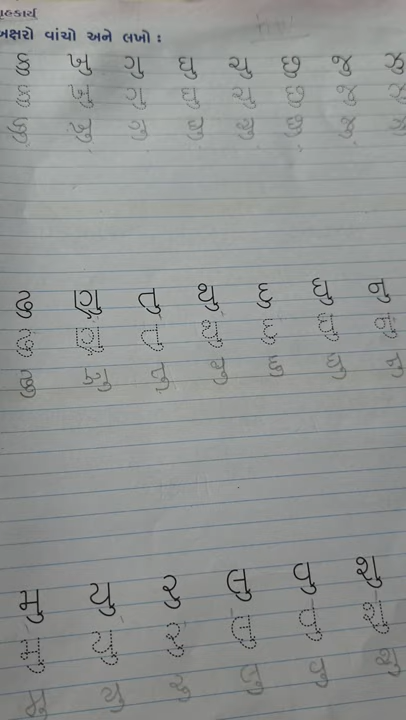 ગૃહકાર્ય
અક્ષરો વાંચો અને લખો :
કુ ખુ ગુ ઘુ ચુ છુ જુ ઝુ
કુ ખુ ગુ ઘુ ચુ છુ જુ ઝુ
કુ ખુ ગુ ઘુ ચુ છુ જુ ઝુ
ઢુ ણુ તુ થુ દુ ધુ નુ
ઢુ ણુ તુ થુ દુ ધુ નુ
ઢુ ણુ તુ થુ દુ ધુ નુ
મુ યુ રુ લુ વુ શુ
મુ યુ રુ લુ વુ શુ
મુ યુ રુ લુ વુ શુ